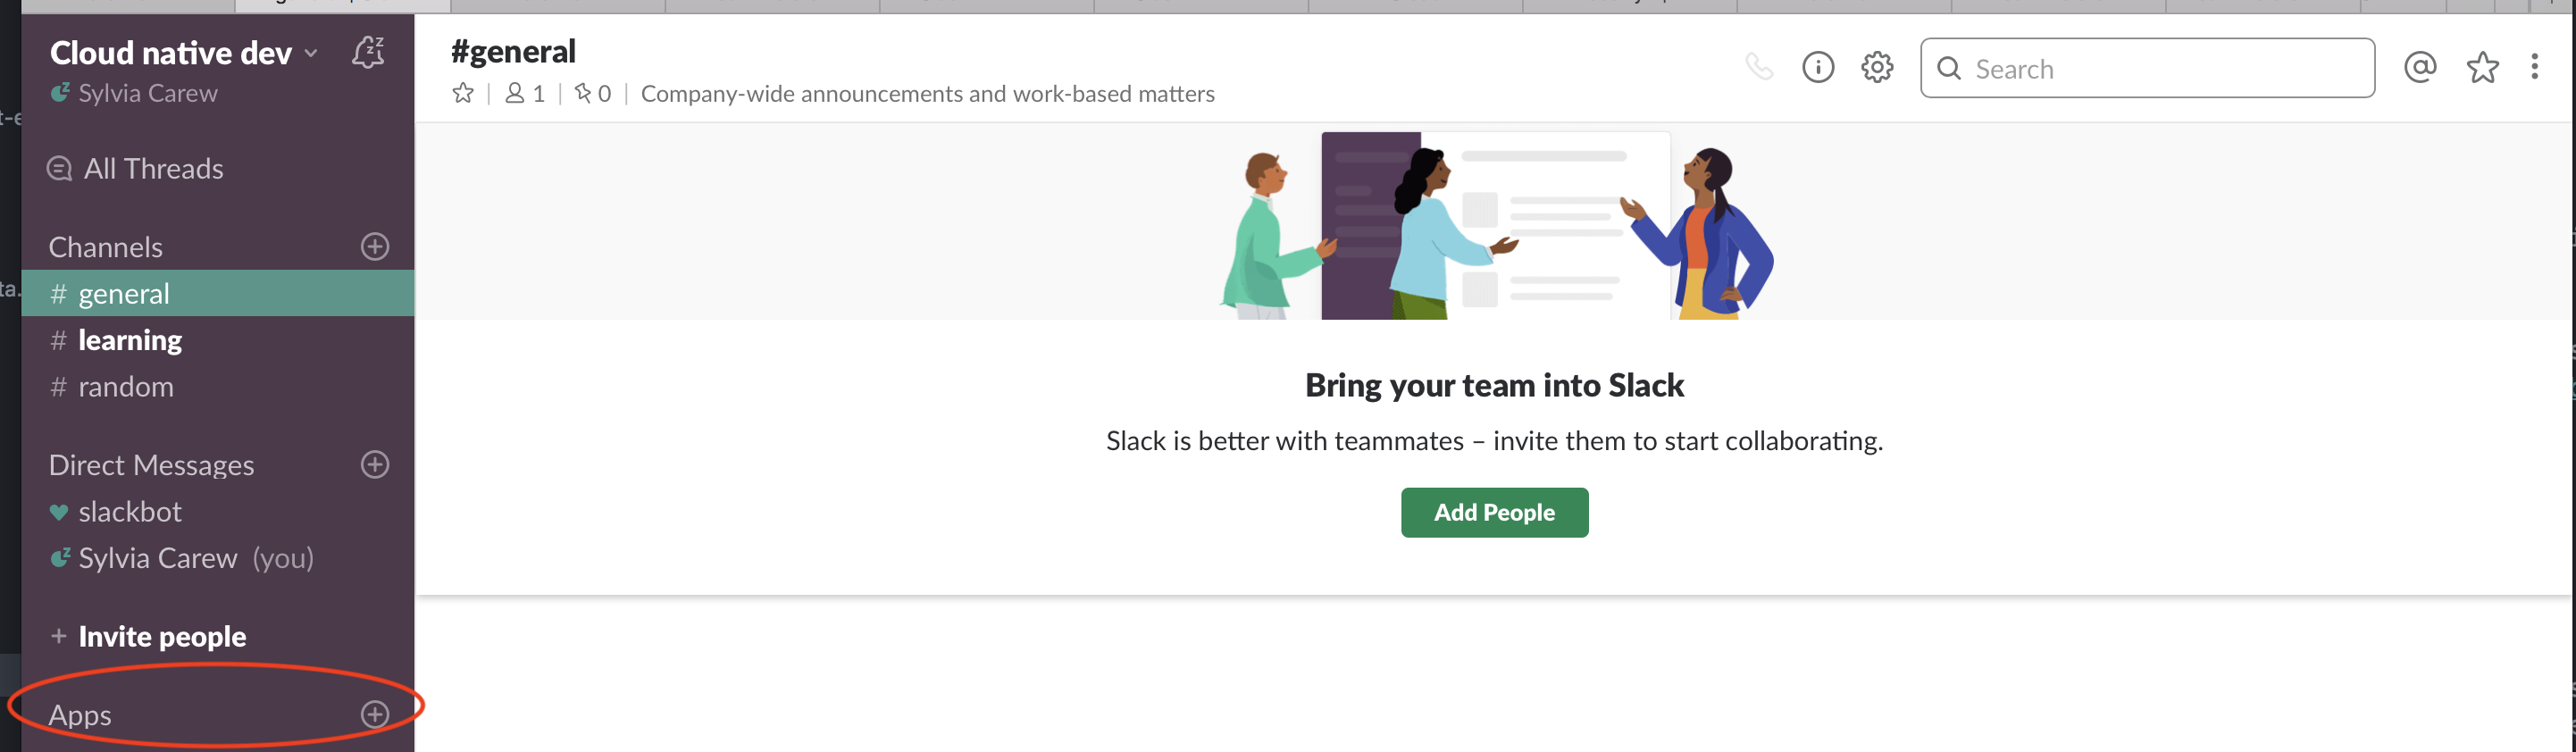 Cloud native dev
Sylvia Carew
All Threads
Channels
# general
# learning
# random
Direct Messages
slackbot
Sylvia Carew (you)
+ Invite people
Apps
#general
1 | 0 | Company-wide announcements and work-based matters
Search
Bring your team into Slack
Slack is better with teammates – invite them to start collaborating.
Add People